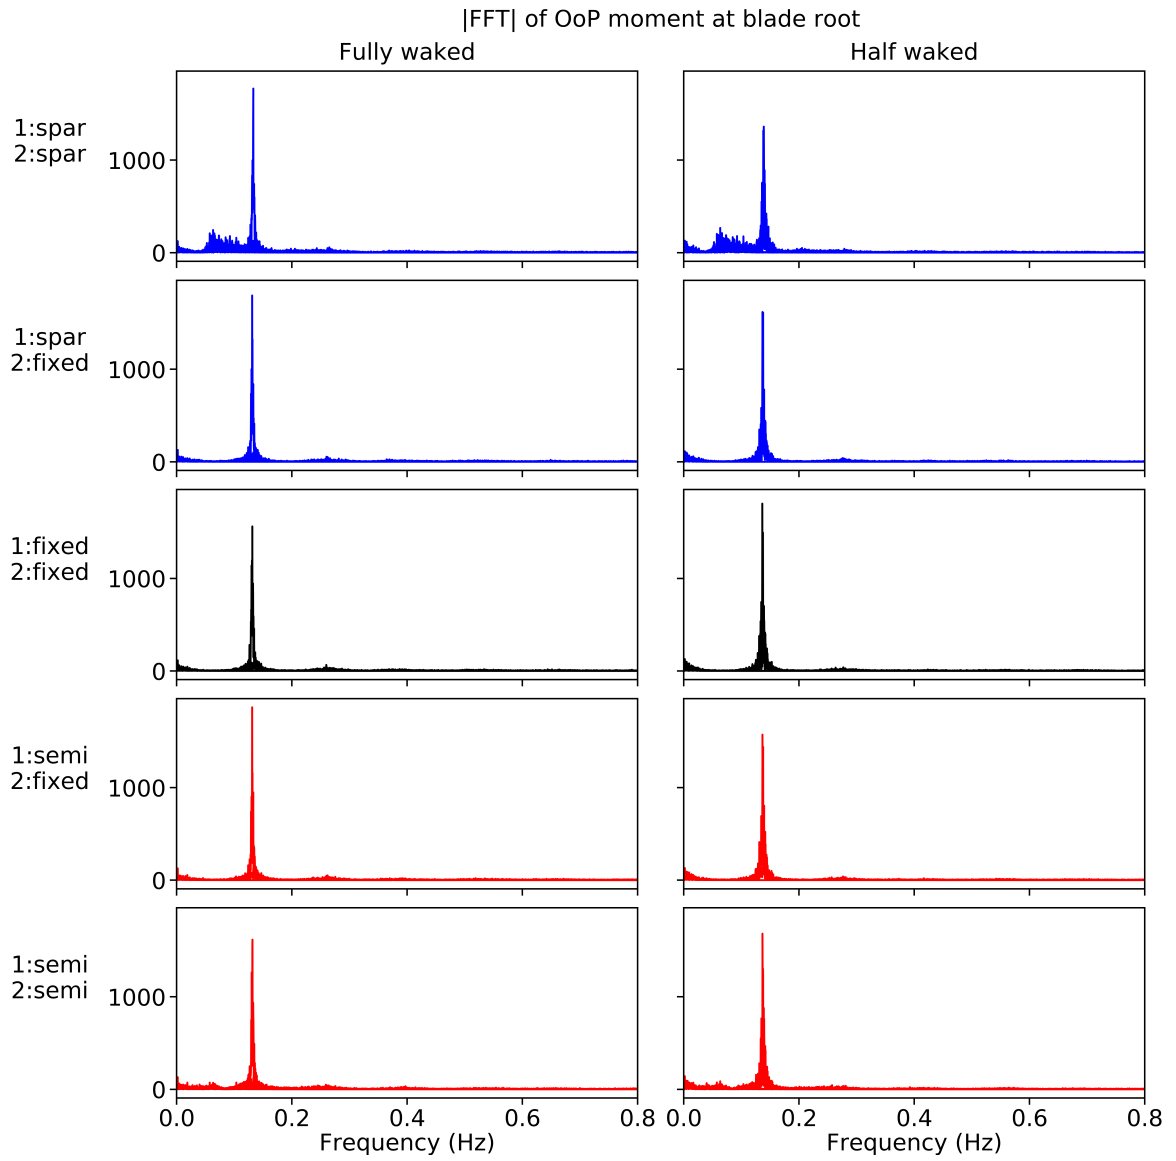 |FFT| of OoP moment at blade root
Fully waked
Half waked
1:spar
2:spar
1000
0
1:spar
2:fixed
1000
0
1:fixed
2:fixed
1000
0
1:semi
2:fixed
1000
0
1:semi
2:semi
1000
0
0.0 0.2 0.4 0.6 0.8
0.0 0.2 0.4 0.6 0.8
Frequency (Hz)
Frequency (Hz)